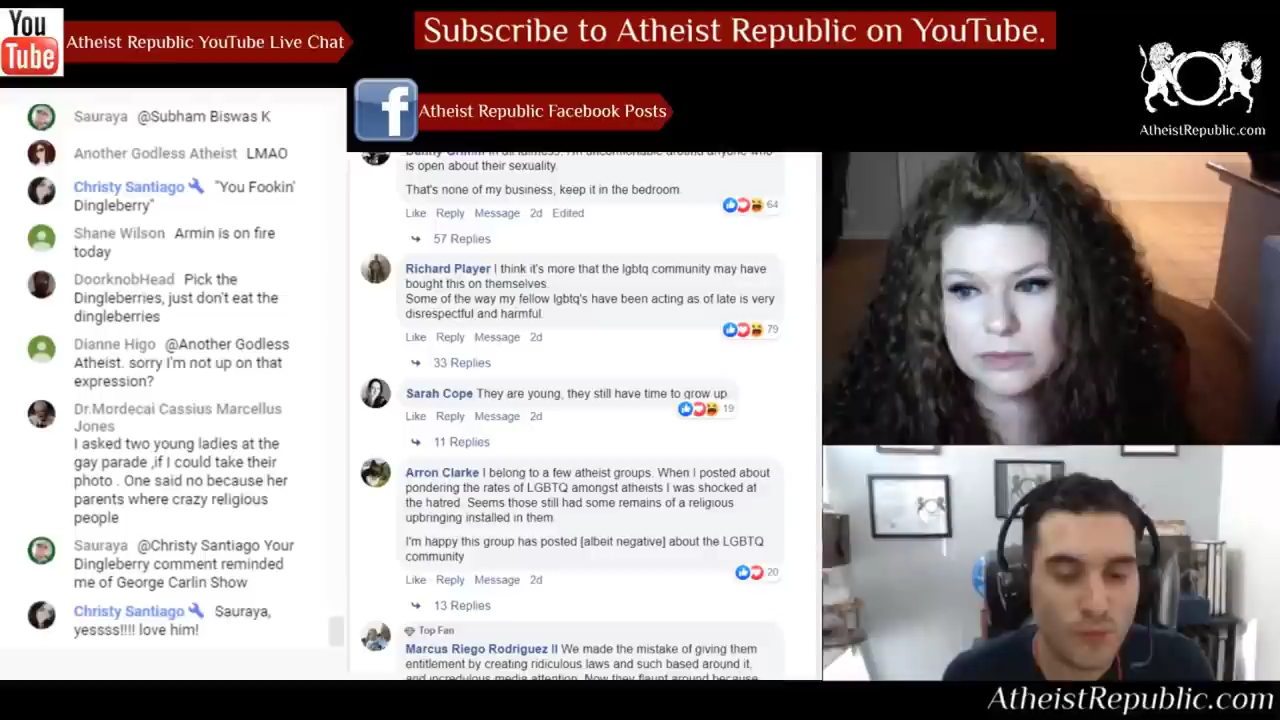 You
Tube
Atheist Republic YouTube Live Chat
Subscribe to Atheist Republic on YouTube.
f
Atheist Republic Facebook Posts
AtheistRepublic.com
Sauraya @Subham Biswas K
Another Godless Atheist LMAO
Christy Santiago "You Fookin'
Dingleberry"
Shane Wilson Armin is on fire
today
DoorknobHead Pick the
Dingleberries, just don't eat the
dingleberries
Dianne Higo @Another Godless
Atheist. sorry I'm not up on that
expression?
Dr.Mordecai Cassius Marcellus
Jones
I asked two young ladies at the
gay parade ,if I could take their
photo . One said no because her
parents where crazy religious
people
Sauraya @Christy Santiago Your
Dingleberry comment reminded
me of George Carlin Show
Christy Santiago Sauraya,
yessss!!!! love him!
is open about their sexuality.
That's none of my business, keep it in the bedroom.
64
Like Reply Message 2d Edited
57 Replies
Richard Player I think it's more that the lgbtq community may have
bought this on themselves.
Some of the way my fellow lgbtq's have been acting as of late is very
disrespectful and harmful.
79
Like Reply Message 2d
33 Replies
Sarah Cope They are young, they still have time to grow up.
19
Like Reply Message 2d
11 Replies
Arron Clarke I belong to a few atheist groups. When I posted about
pondering the rates of LGBTQ amongst atheists I was shocked at
the hatred. Seems those still had some remains of a religious
upbringing installed in them.
I'm happy this group has posted [albeit negative] about the LGBTQ
community
20
Like Reply Message 2d
13 Replies
Top Fan
Marcus Riego Rodriguez II We made the mistake of giving them
entitlement by creating ridiculous laws and such based around it,
and incredulous media attention. Now they flaunt around because
AtheistRepublic.com